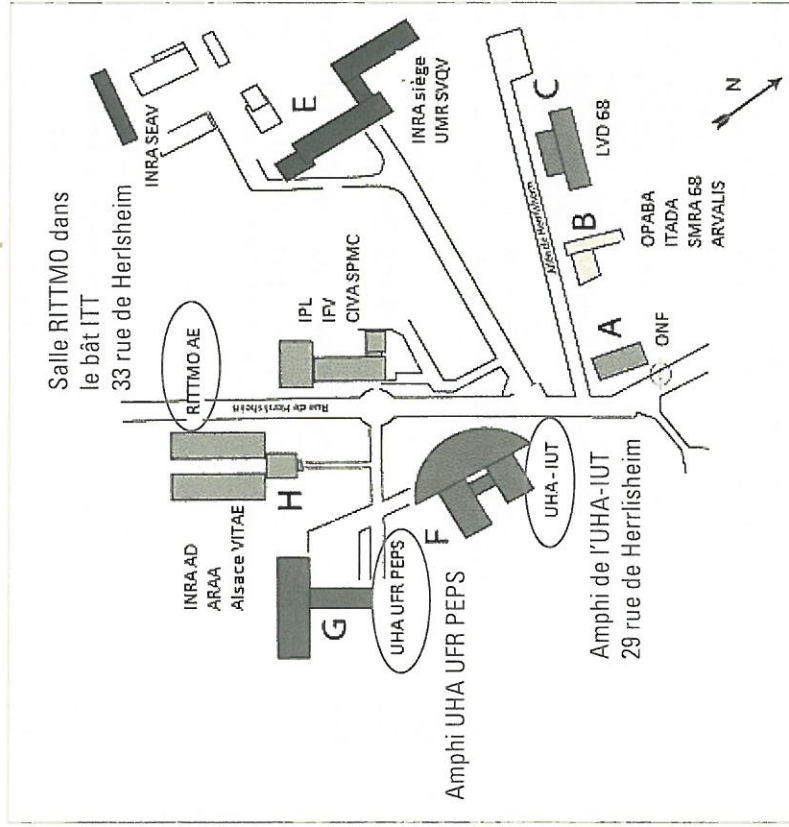 Salle RITTMO dans
le bât ITT
33 rue de Herlsheim
INRA SEAV
RITTMO AE
E
INRA siège
UMR SVQV
IPL
IFV
CIVA SPMC
Rue de
INRA AD
ARAA
Alsace VITAE
H
G
UHA UFR PEPS
Amphi UHA UFR PEPS
F
UHA - IUT
Amphi de l'UHA-IUT
29 rue de Herrlisheim
A
ONF
B
OPABA
ITADA
SMRA 68
ARVALIS
C
LVD 68
N